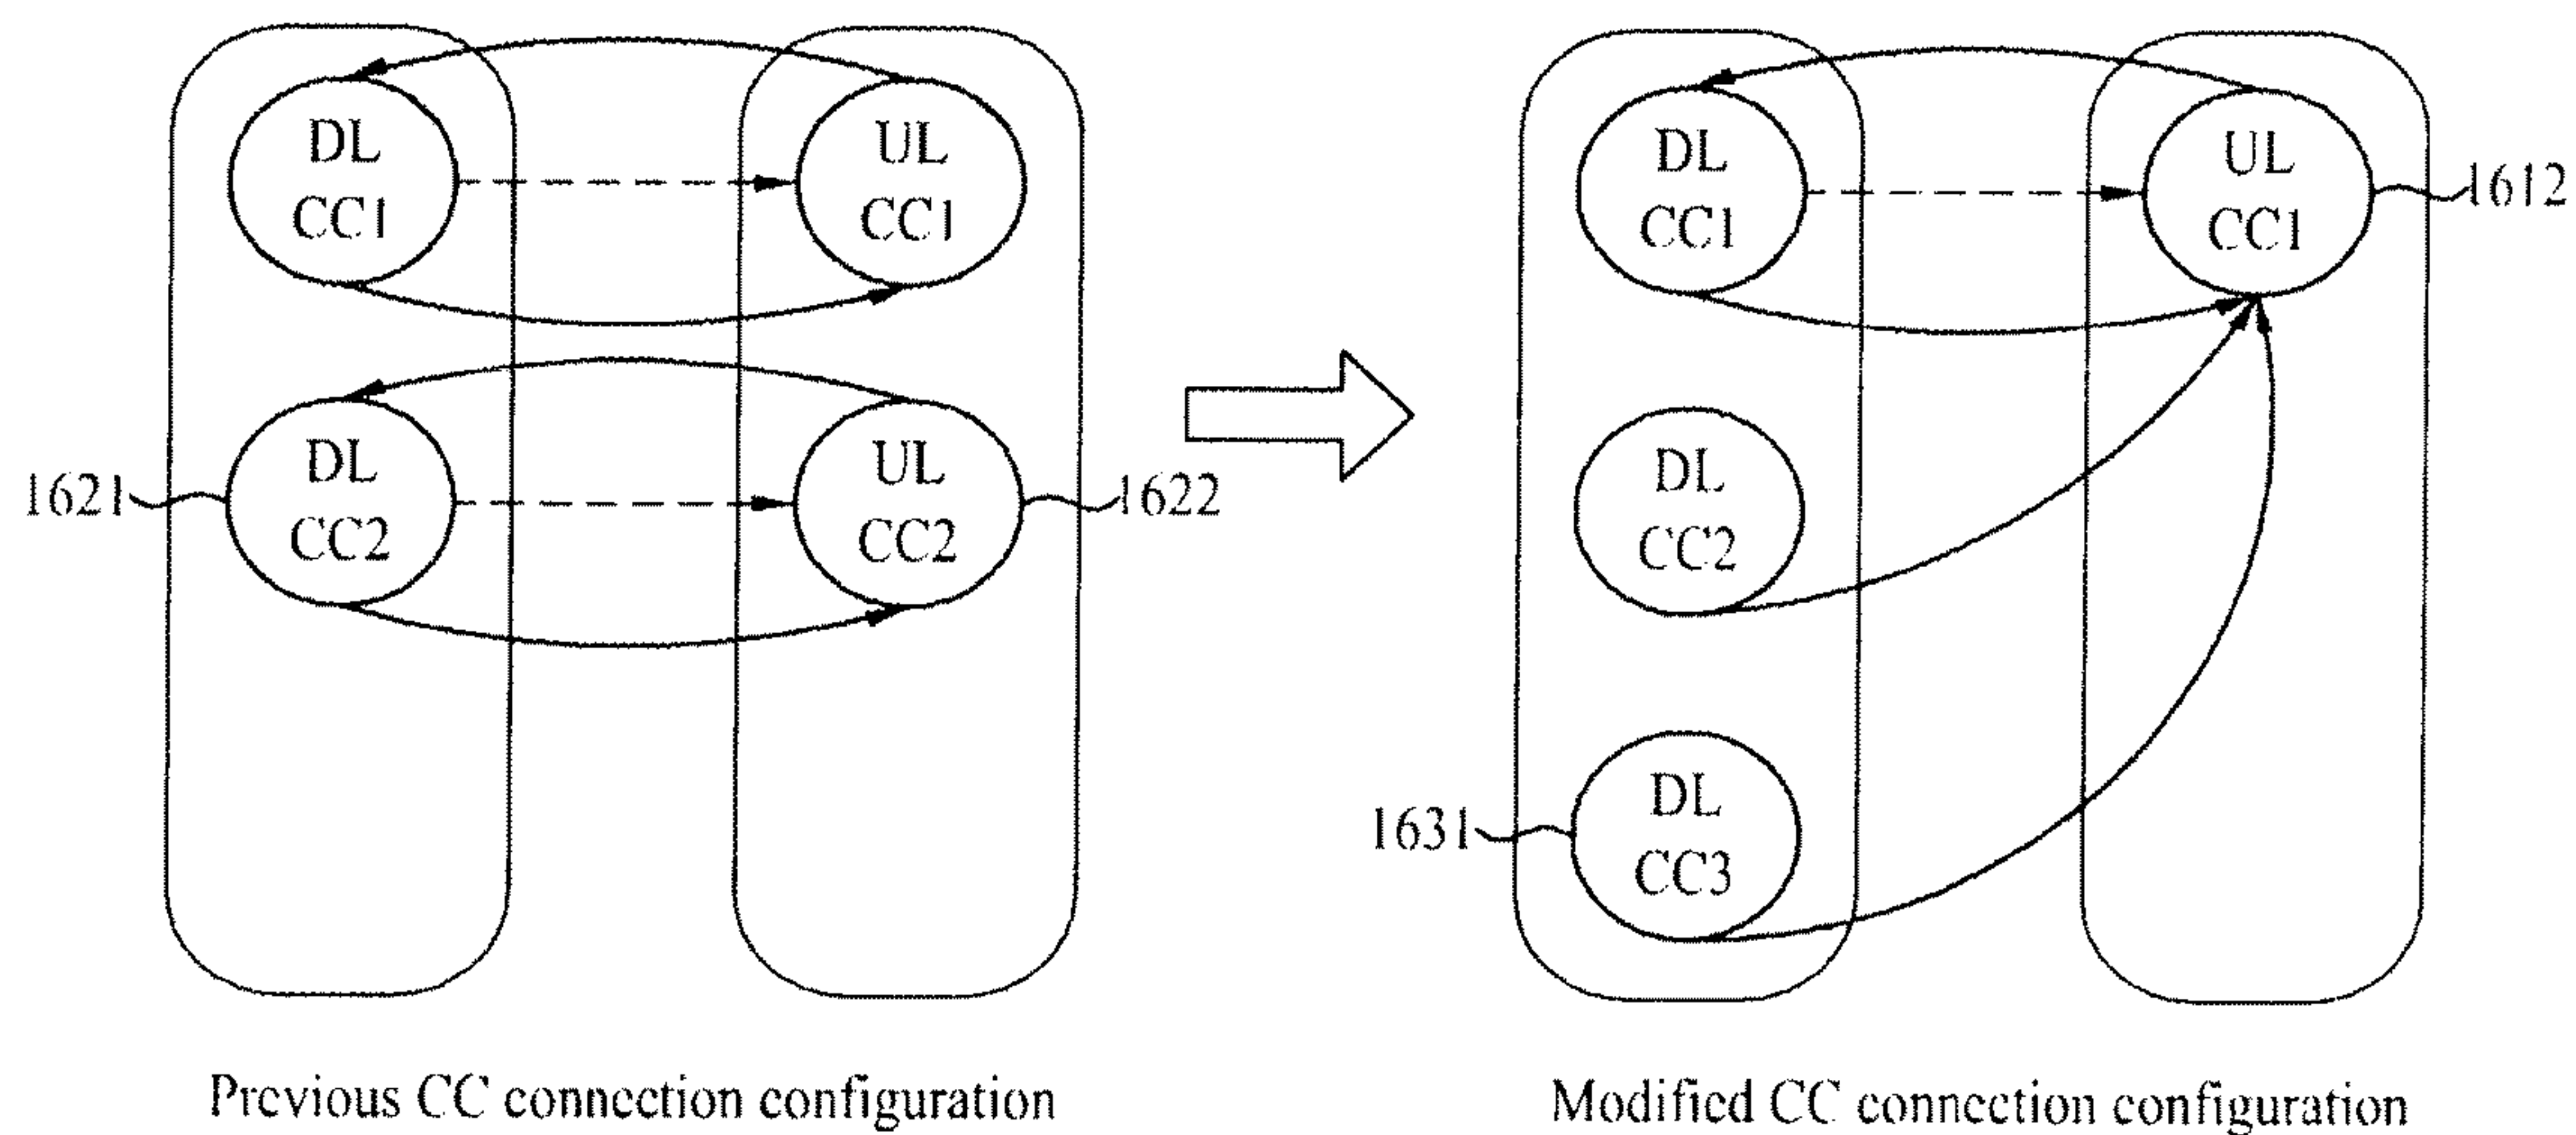 DL
CC1
UL
CC1
DL
CC2
UL
CC2
1621
1622
DL
CC1
UL
CC1
1612
DL
CC2
DL
CC3
1631
Previous CC connection configuration
Modified CC connection configuration